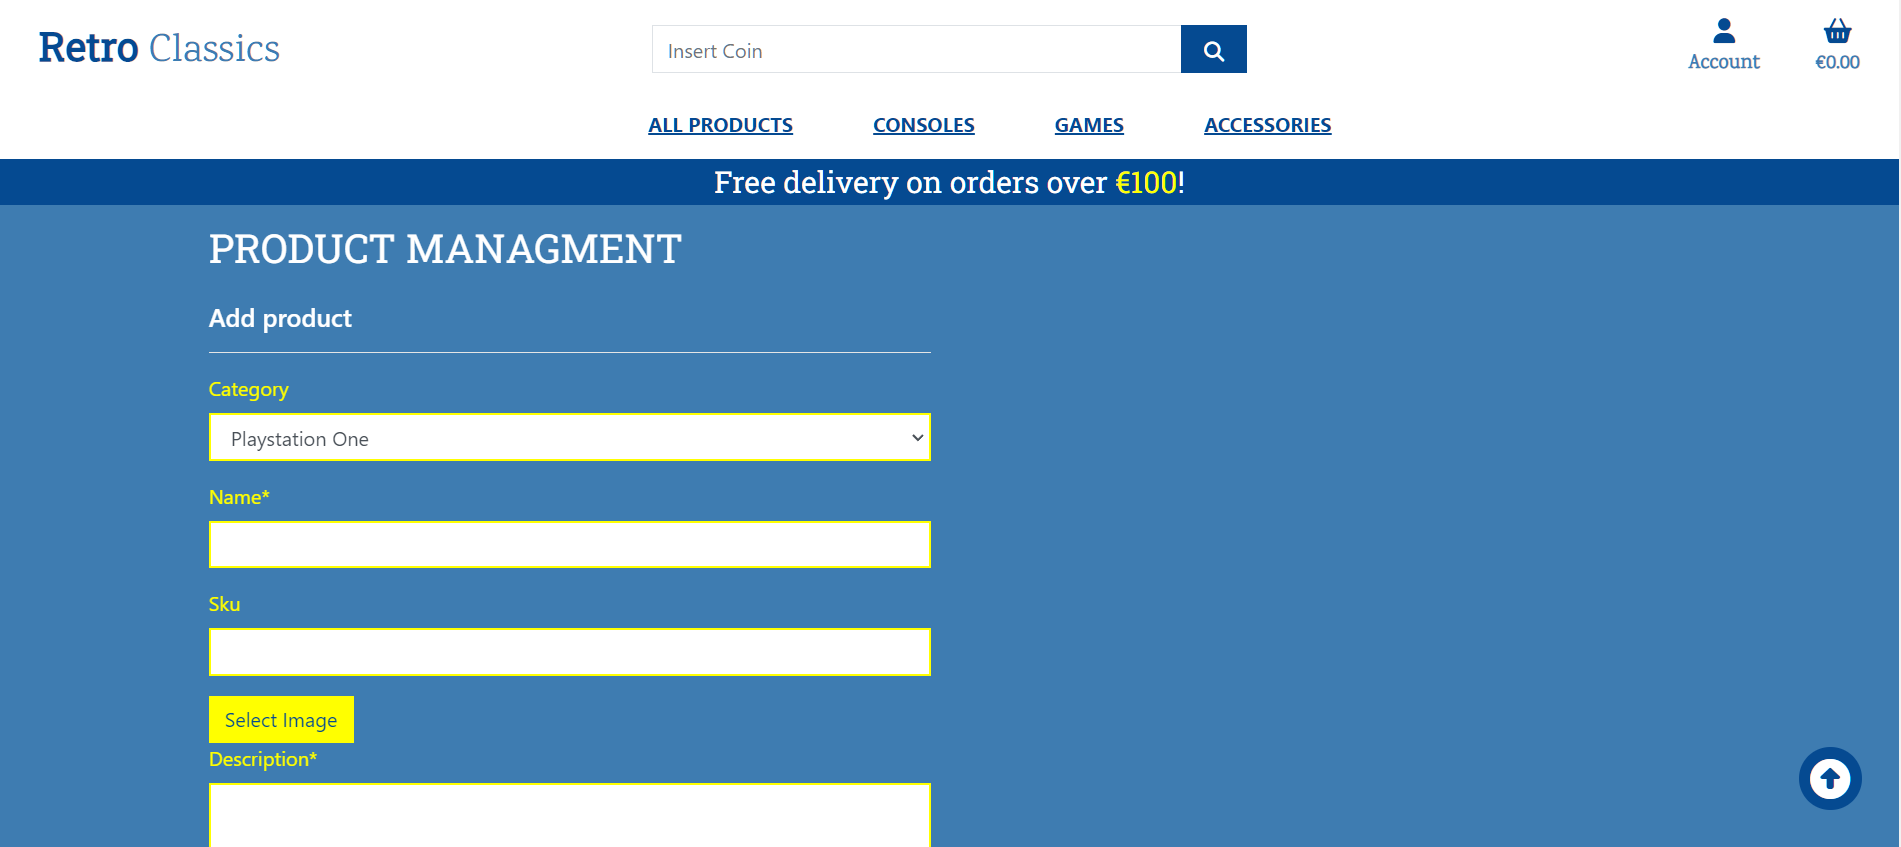 Retro Classics
Insert Coin
Account
€0.00
ALL PRODUCTS CONSOLES GAMES ACCESSORIES
Free delivery on orders over €100!
PRODUCT MANAGMENT
Add product
Category
Playstation One
Name*
Sku
Select Image
Description*